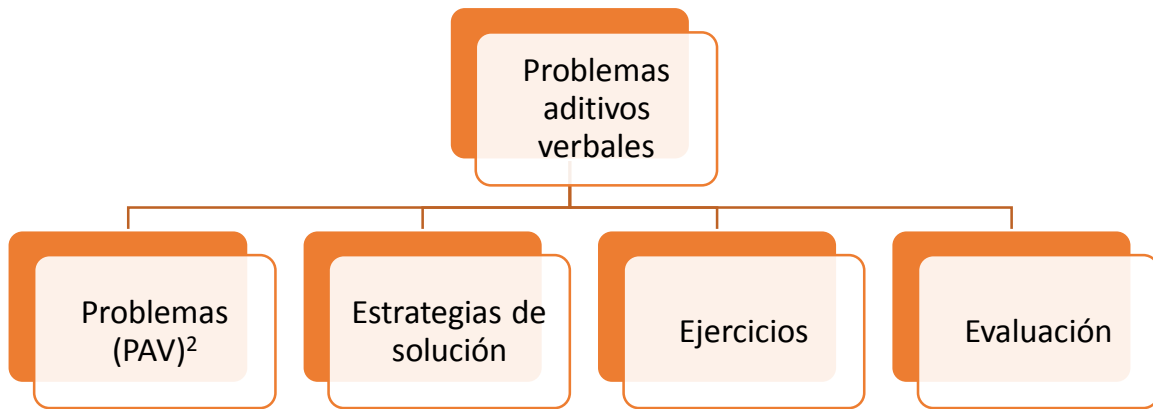 Problemas
aditivos
verbales
Problemas
(PAV)²
Estrategias de
solución
Ejercicios
Evaluación